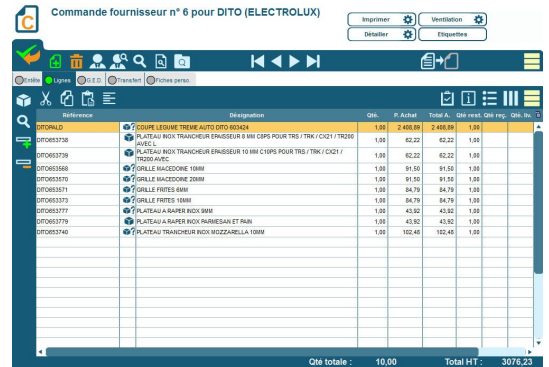 C
Commande fournisseur n° 6 pour DITO (ELECTROLUX)
Imprimer
Ventilation
Détailler
Etiquettes
Entête
Lignes
G.E.D.
Transfert
Fiches perso.
Référence Désignation Qté. P. Achat Total A. Qté rest. Qté reç. Qté. liv.
DITOPALD COUPE LEGUME TREMIE AUTO DITO 603424 1,00 2 408,89 2 408,89 1,00
DITO653738 PLATEAU INOX TRANCHEUR EPAISSEUR 8 MM C8PS POUR TRS / TRK / CX21 / TR200 1,00 62,22 62,22 1,00
AVEC L
DITO653739 PLATEAU INOX TRANCHEUR EPAISSEUR 10 MM C10PS POUR TRS / TRK / CX21 / 1,00 62,22 62,22 1,00
TR200 AVEC
DITO653568 GRILLE MACEDOINE 10MM 1,00 91,50 91,50 1,00
DITO653570 GRILLE MACEDOINE 20MM 1,00 91,50 91,50 1,00
DITO653571 GRILLE FRITES 6MM 1,00 84,79 84,79 1,00
DITO653373 GRILLE FRITES 10MM 1,00 84,79 84,79 1,00
DITO653777 PLATEAU A RAPER INOX 9MM 1,00 43,92 43,92 1,00
DITO653779 PLATEAU A RAPER INOX PARMESAN ET PAIN 1,00 43,92 43,92 1,00
DITO653740 PLATEAU TRANCHEUR INOX MOZZARELLA 10MM 1,00 102,48 102,48 1,00
Qté totale : 10,00 Total HT : 3076,23